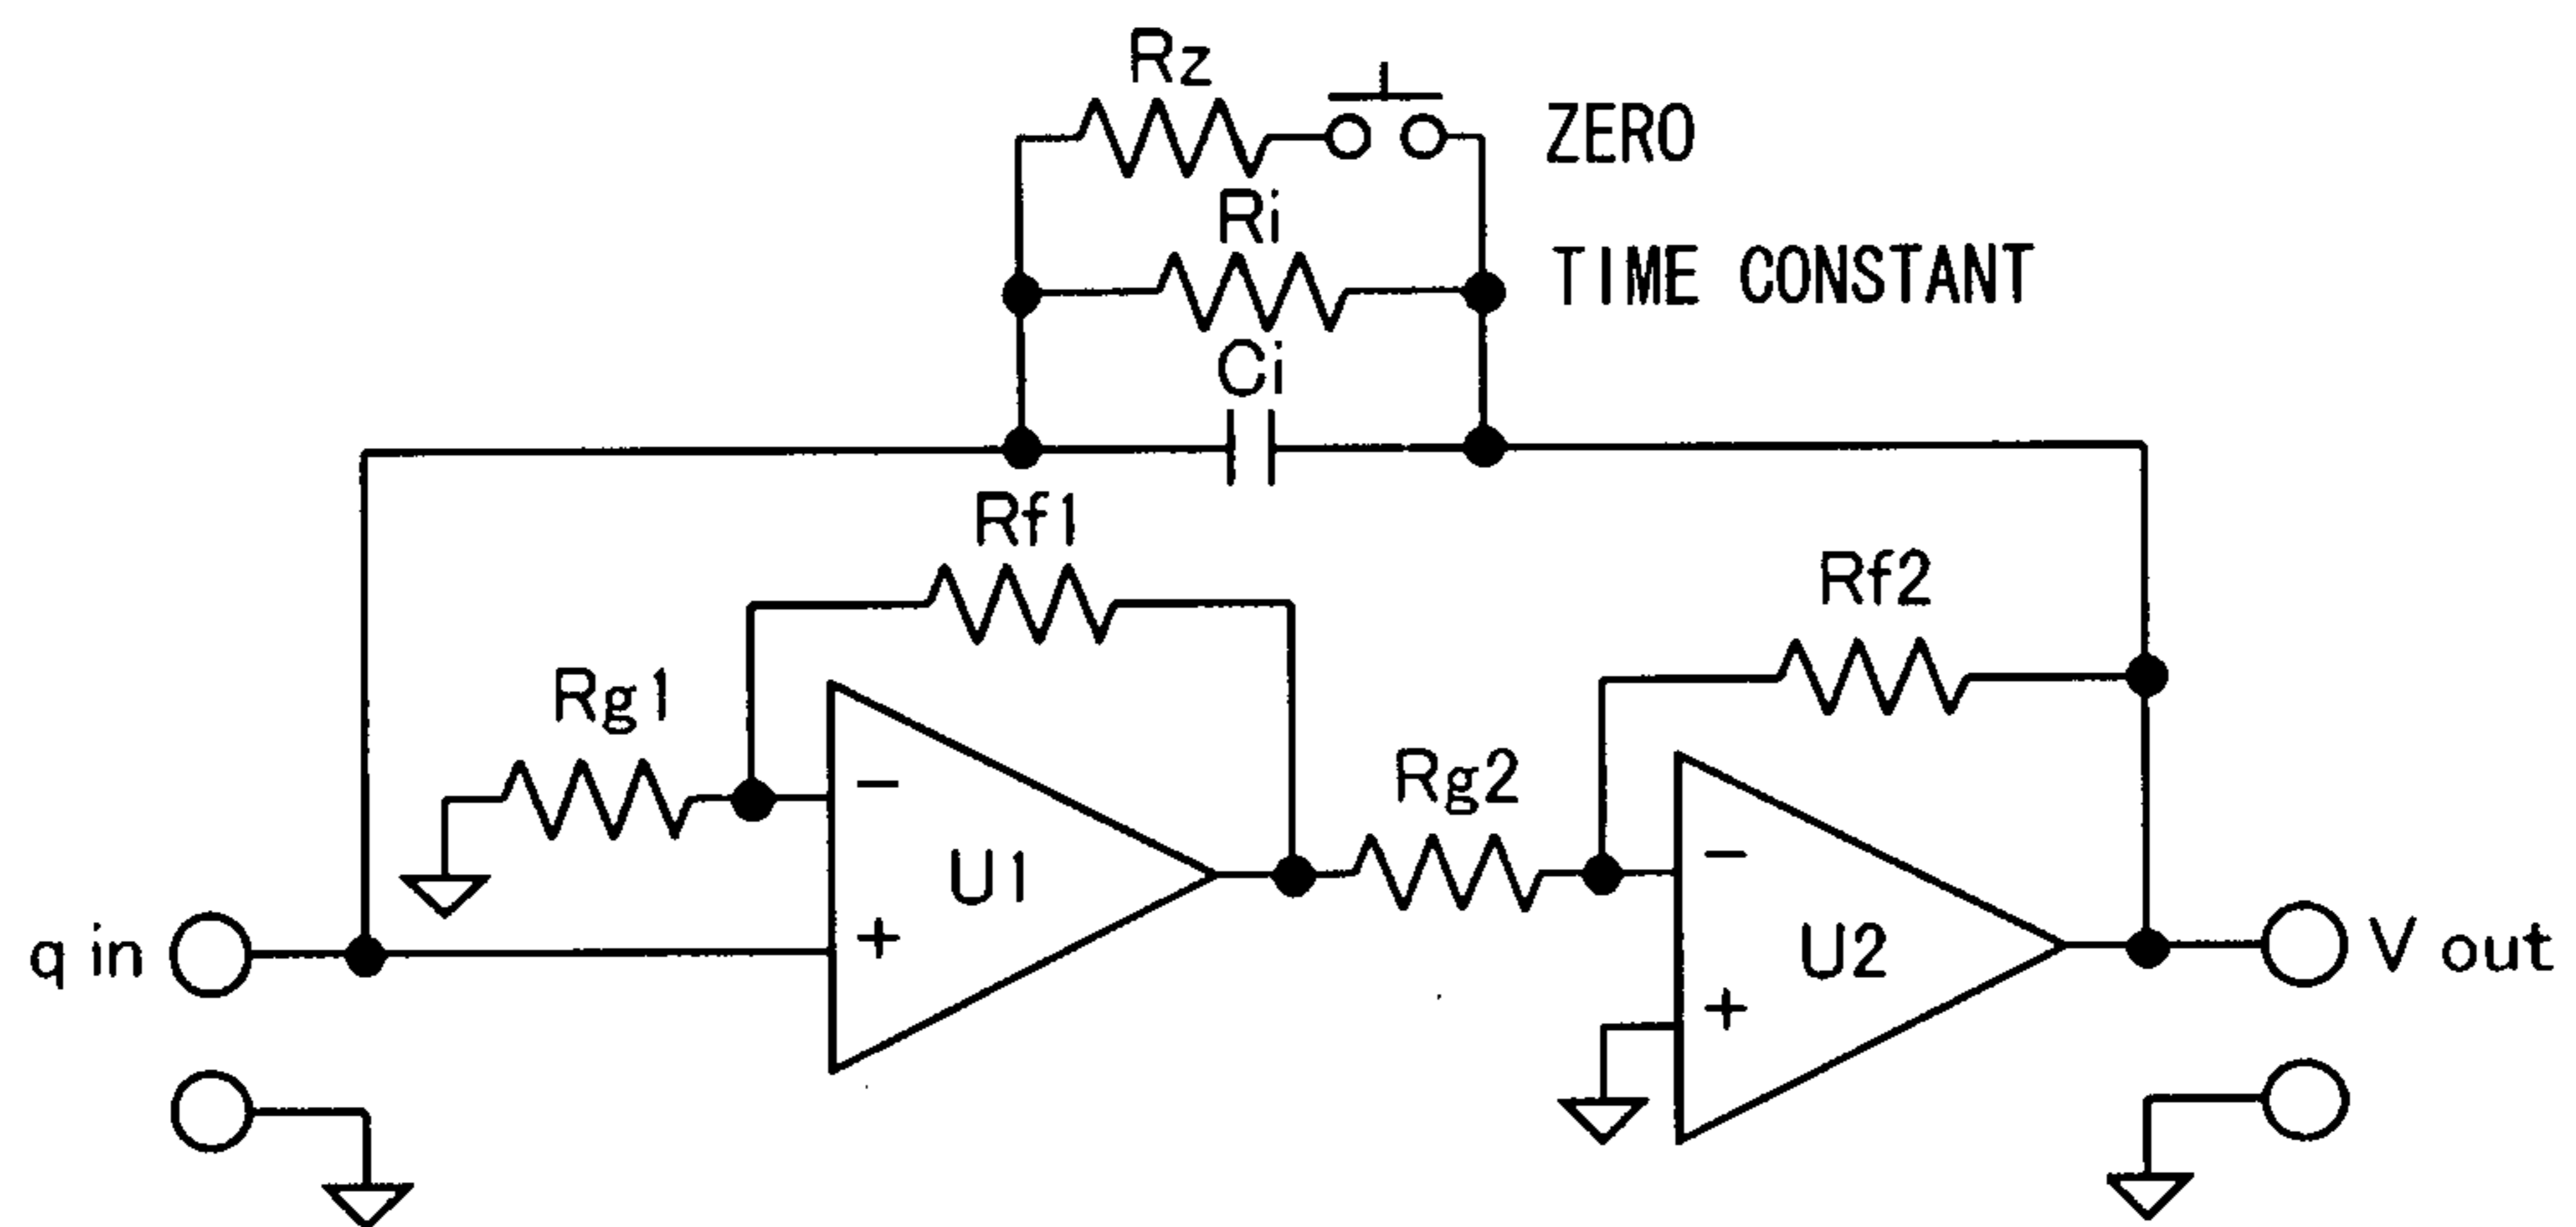 Rz
ZERO
Ri
TIME CONSTANT
Ci
Rf1
Rf2
Rg1
Rg2
−
U1
+
−
U2
+
q in
V out